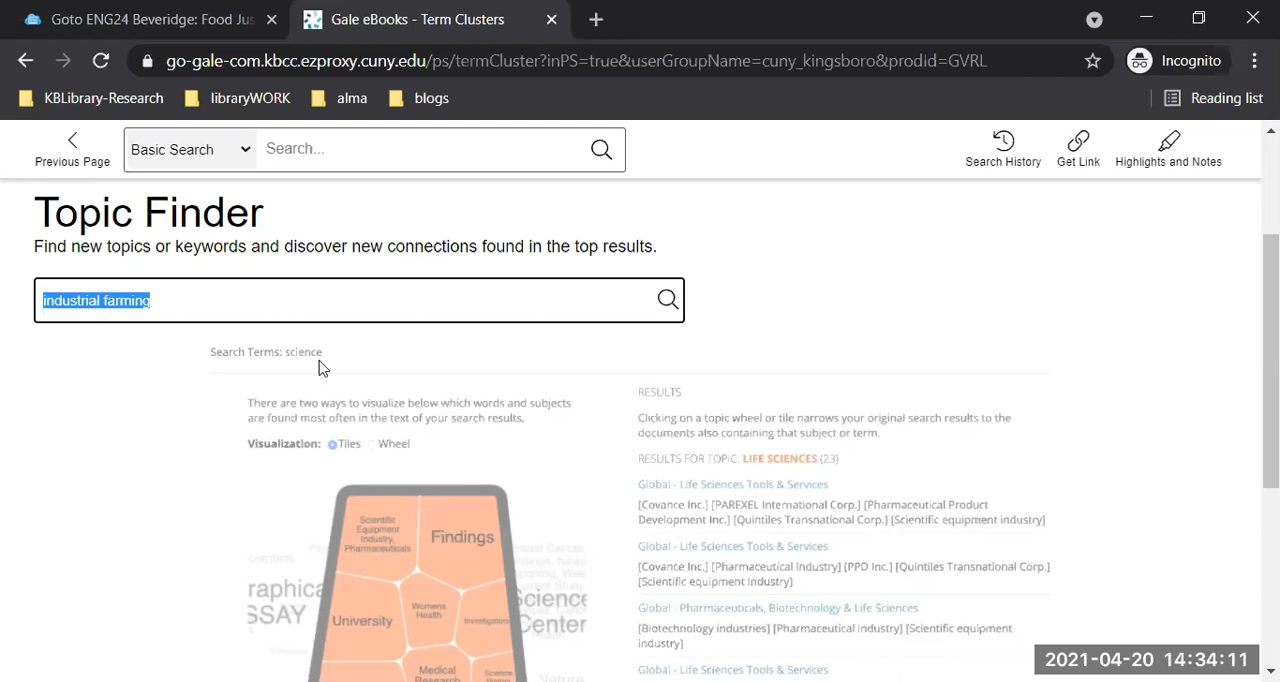 Goto ENG24 Beveridge: Food Jus
Gale eBooks - Term Clusters
go-gale-com.kbcc.ezproxy.cuny.edu/ps/termCluster?inPS=true&userGroupName=cuny_kingsboro&prodid=GVRL
Incognito
KBLibrary-Research
libraryWORK
alma
blogs
Reading list
Previous Page
Basic Search
Search...
Search History
Get Link
Highlights and Notes
Topic Finder
Find new topics or keywords and discover new connections found in the top results.
industrial farming
Search Terms: science
There are two ways to visualize below which words and subjects
are found most often in the text of your search results.
Visualization: Tiles Wheel
Scientific
Equipment
Industry,
Pharmaceuticals
Findings
raphica
SSAY
University
Womens
Health
Investigation
Science
Center
Medical
Research
Science
RESULTS
Clicking on a topic wheel or tile narrows your original search results to the
documents also containing that subject or term.
RESULTS FOR TOPIC: LIFE SCIENCES (23)
Global - Life Sciences Tools & Services
[Covance Inc.] [PAREXEL International Corp.] [Pharmaceutical Product
Development Inc.] [Quintiles Transnational Corp.] [Scientific equipment industry]
Global - Life Sciences Tools & Services
[Covance Inc.] [Pharmaceutical Industry] [PPD Inc.] [Quintiles Transnational Corp.]
[Scientific equipment Industry]
Global - Pharmaceuticals, Biotechnology & Life Sciences
[Biotechnology industries] [Pharmaceutical industry] [Scientific equipment
industry]
Global - Life Sciences Tools & Services
2021-04-20 14:34:11